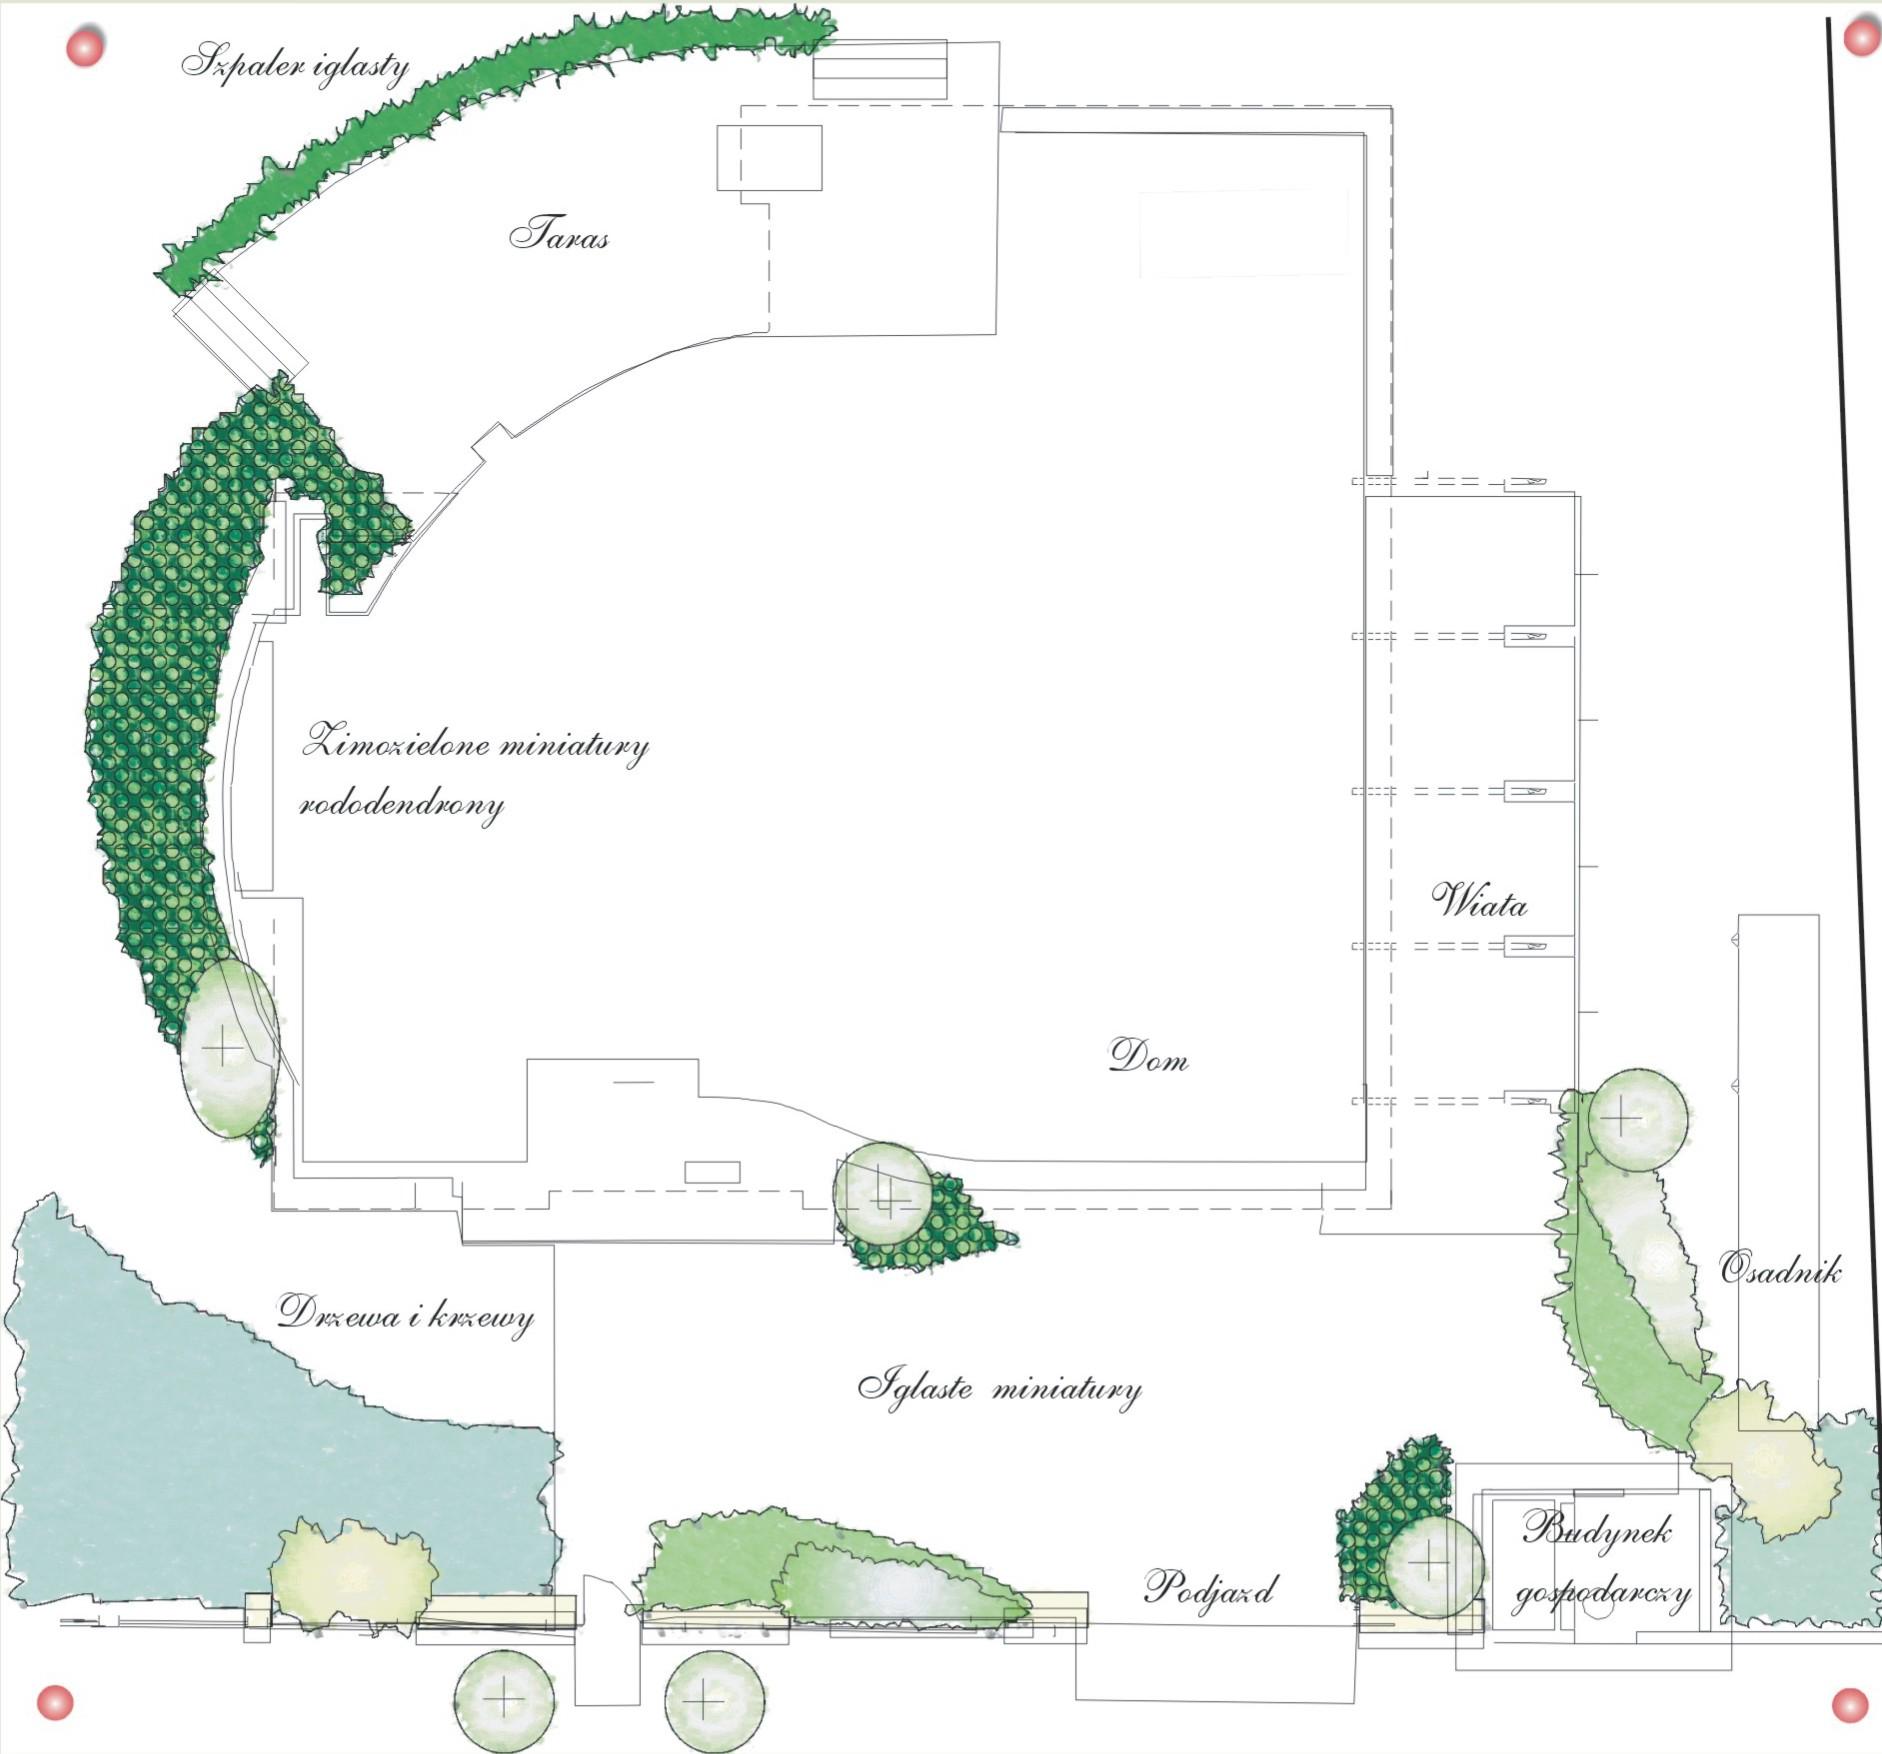 Szpaler iglasty
Taras
Zimozielone miniatury
rododendrony
Wiata
Dom
Osadnik
Drzewa i krzewy
Iglaste miniatury
Budynek
gospodarczy
Podjazd